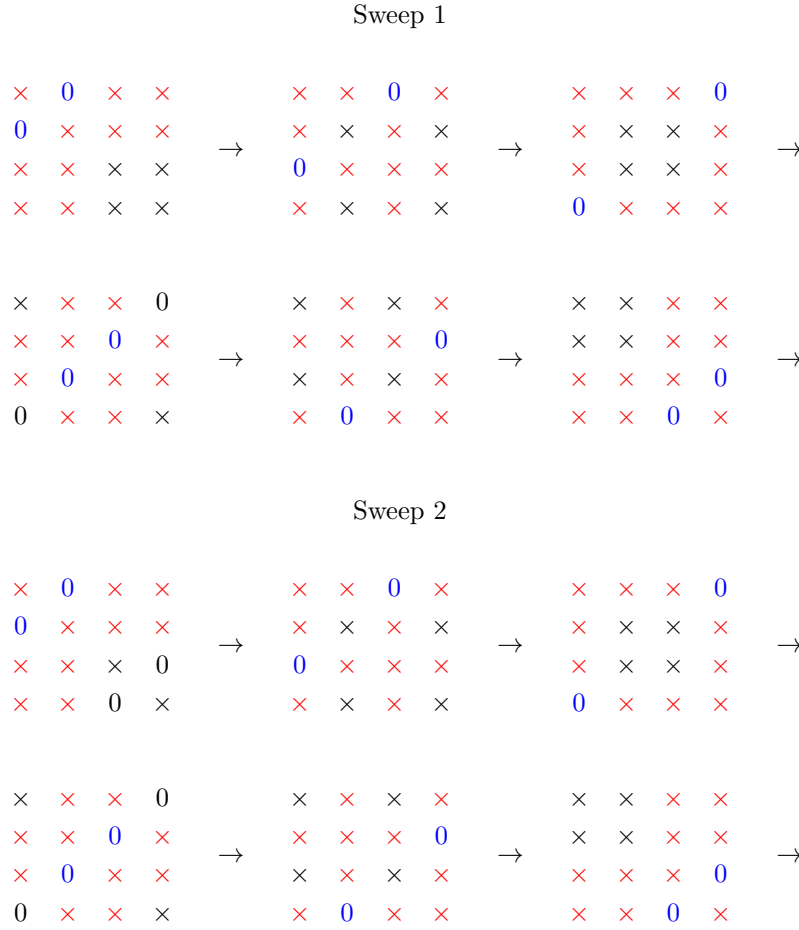 Sweep 1
× 0 × × × × 0 × × × × 0
0 × × × × × × × × × × ×
→ → →
× × × × 0 × × × × × × ×
× × × × × × × × 0 × × ×
× × × 0 × × × × × × × ×
× × 0 × × × × 0 × × × ×
→ → →
× 0 × × × × × × × × × 0
0 × × × × 0 × × × × 0 ×
Sweep 2
× 0 × × × × 0 × × × × 0
0 × × × × × × × × × × ×
→ → →
× × × 0 0 × × × × × × ×
× × 0 × × × × × 0 × × ×
× × × 0 × × × × × × × ×
× × 0 × × × × 0 × × × ×
→ → →
× 0 × × × × × × × × × 0
0 × × × × 0 × × × × 0 ×